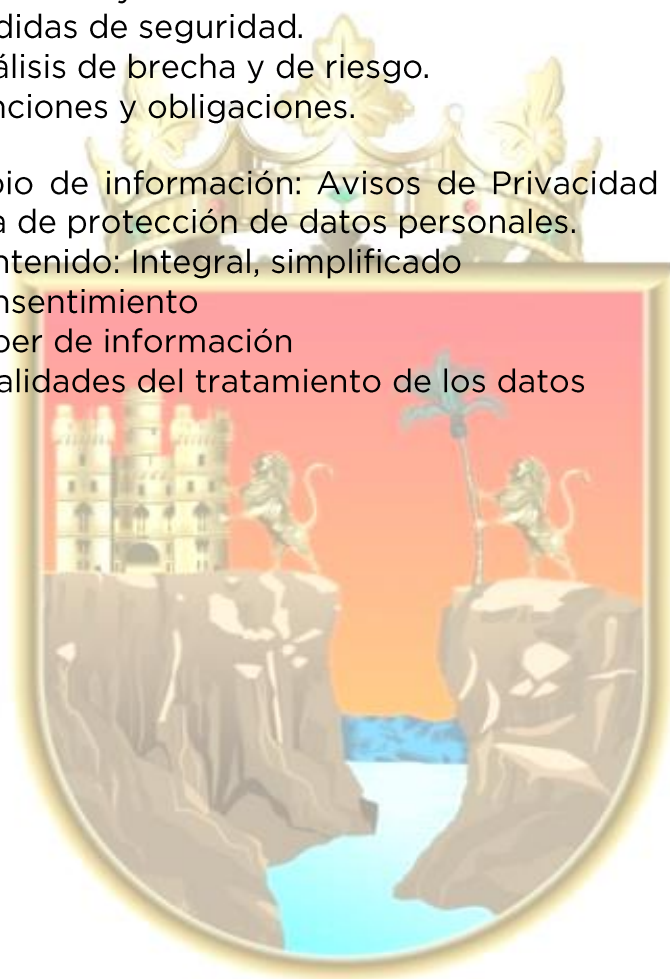 didas de seguridad.
álisis de brecha y de riesgo.
nciones y obligaciones.
pio de información: Avisos de Privacidad
a de protección de datos personales.
ntenido: Integral, simplificado
nsentimiento
ber de información
alidades del tratamiento de los datos